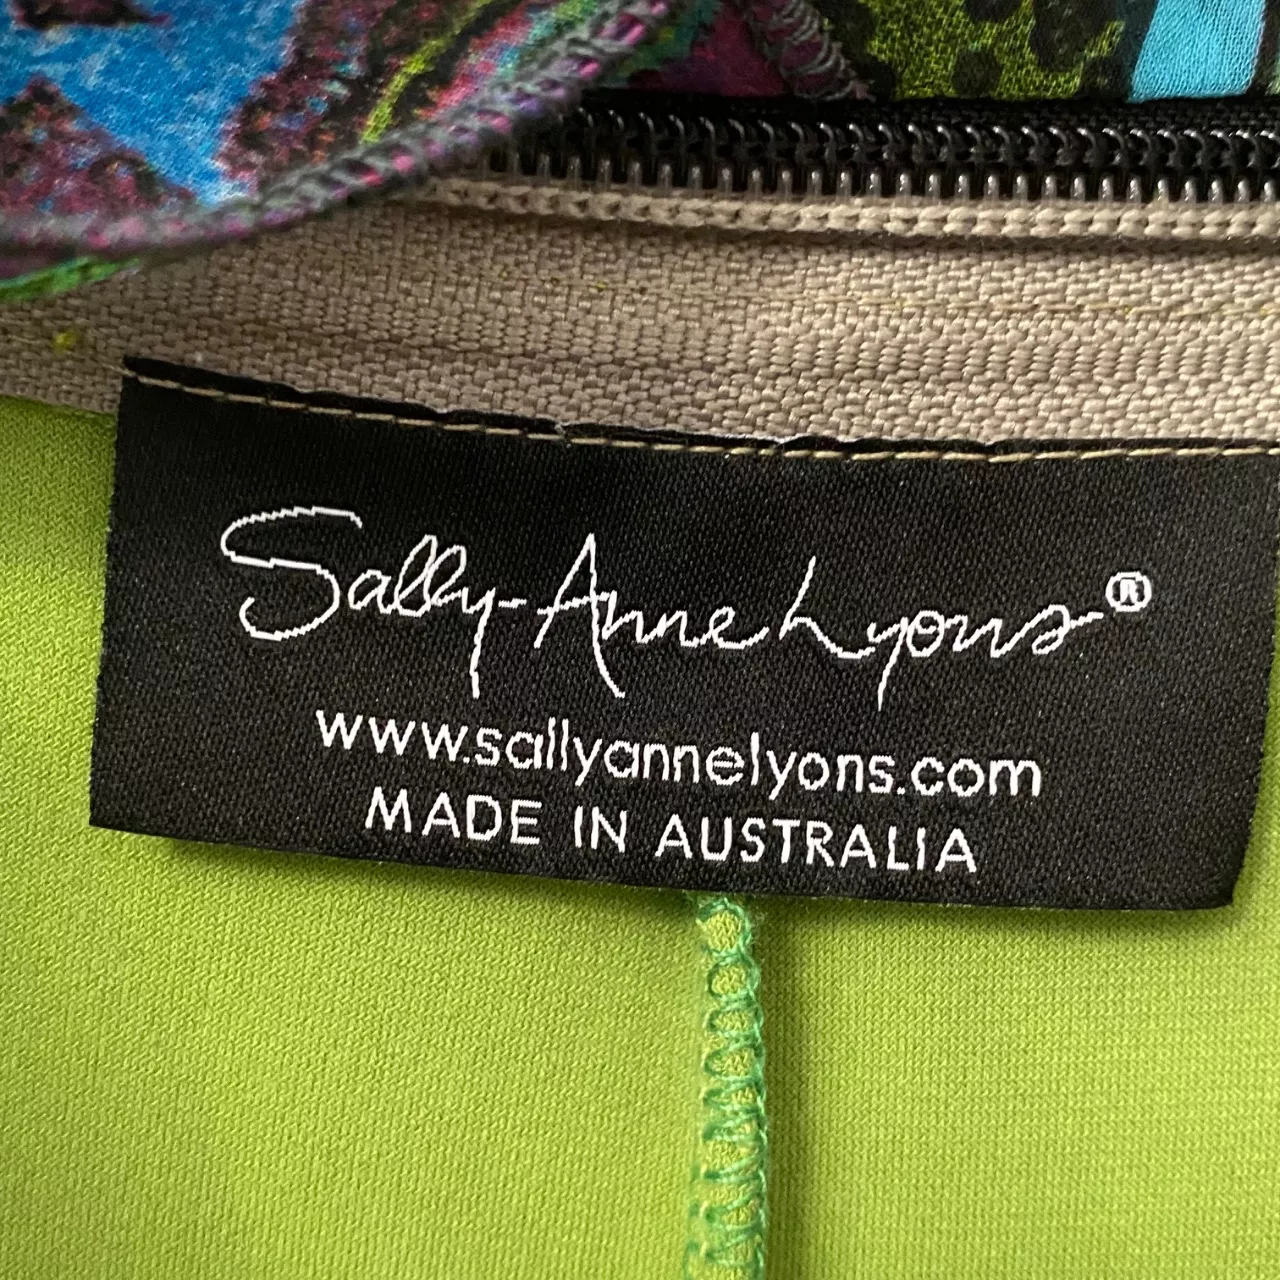 Sally-Anne Lyons®
www.sallyannelyons.com
MADE IN AUSTRALIA